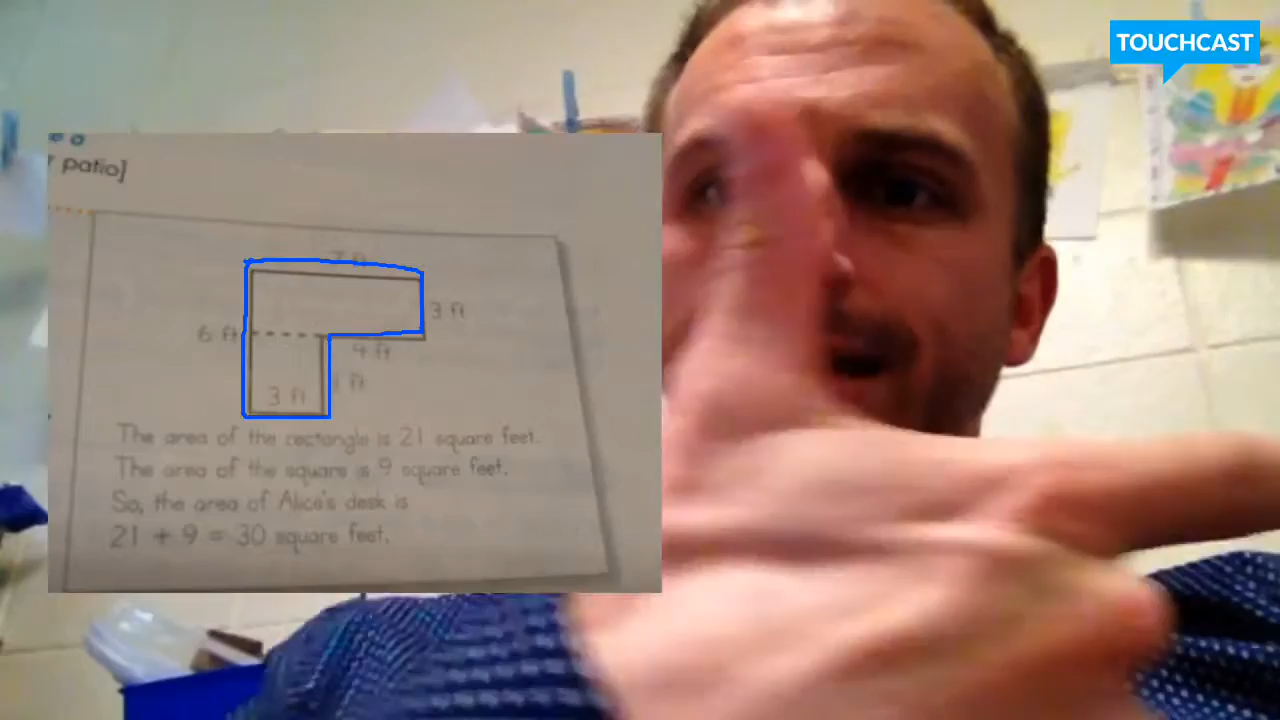 TOUCHCAST
patio]
7 ft
3 ft
6 ft
4 ft
3 ft
The area of the rectangle is 21 square feet.
The area of the square is 9 square feet.
So, the area of Alice's desk is
21 + 9 = 30 square feet.